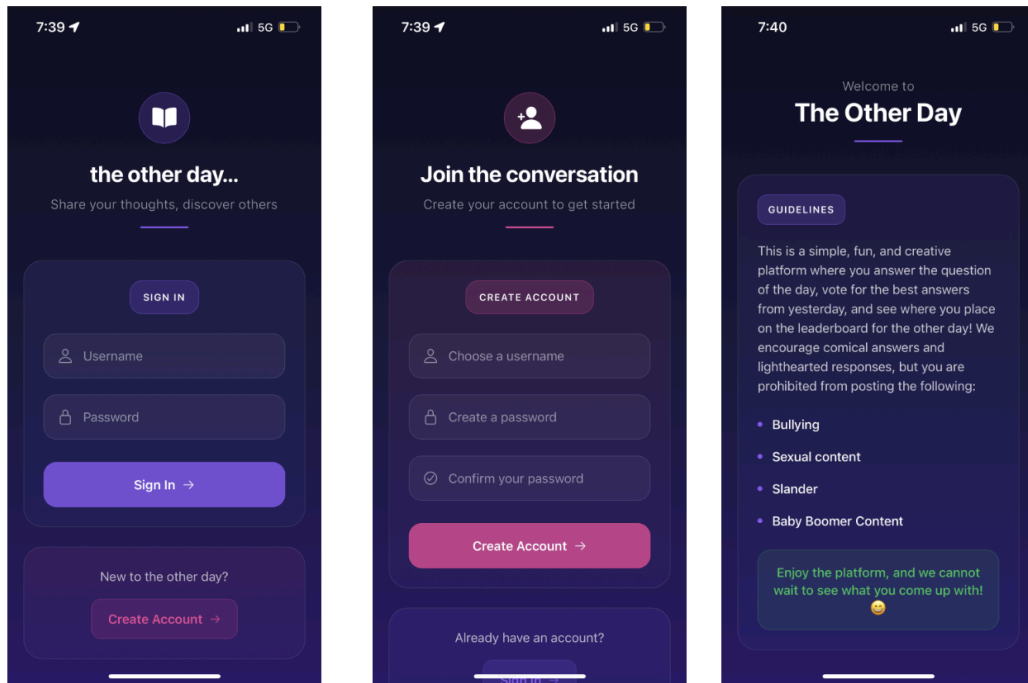 7:39
5G
the other day...
Share your thoughts, discover others
SIGN IN
Username
Password
Sign In →
New to the other day?
Create Account →
7:39
5G
Join the conversation
Create your account to get started
CREATE ACCOUNT
Choose a username
Create a password
Confirm your password
Create Account →
Already have an account?
Sign In →
7:40
5G
Welcome to
The Other Day
GUIDELINES
This is a simple, fun, and creative
platform where you answer the question
of the day, vote for the best answers
from yesterday, and see where you place
on the leaderboard for the other day! We
encourage comical answers and
lighthearted responses, but you are
prohibited from posting the following:
• Bullying
• Sexual content
• Slander
• Baby Boomer Content
Enjoy the platform, and we cannot
wait to see what you come up with!
😄